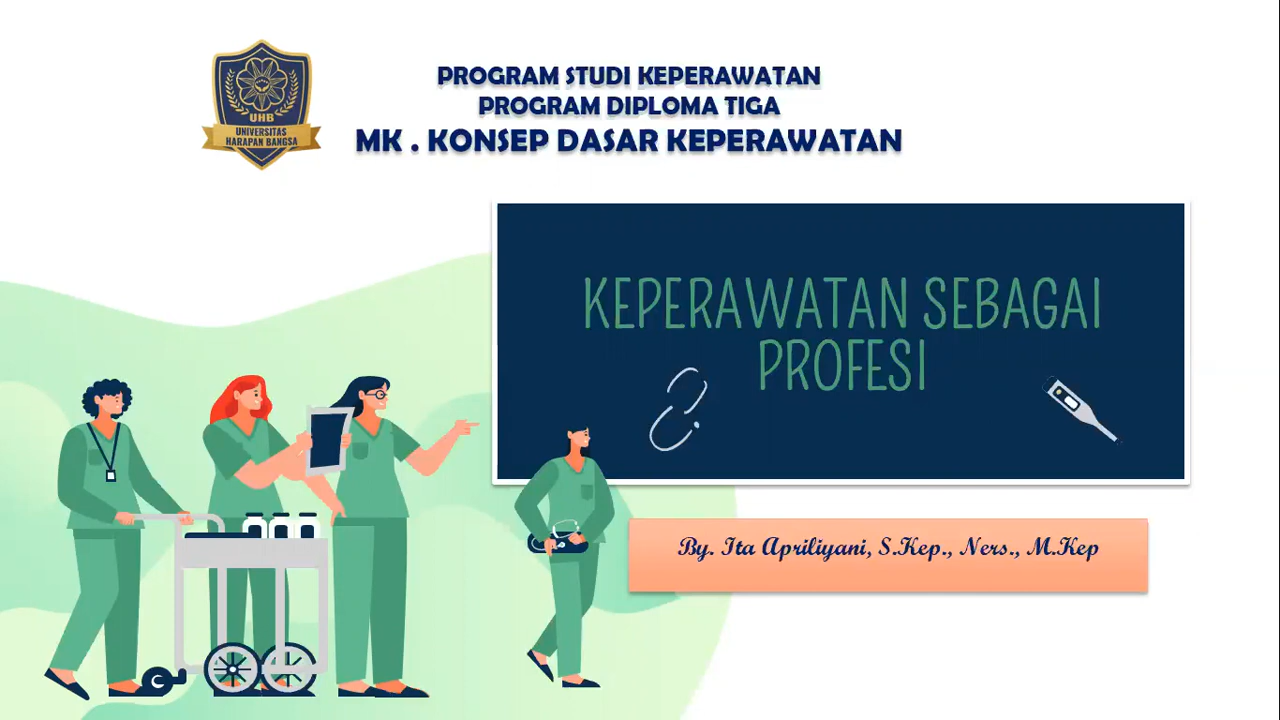 UHB
UNIVERSITAS
HARAPAN BANGSA
PROGRAM STUDI KEPERAWATAN
PROGRAM DIPLOMA TIGA
MK . KONSEP DASAR KEPERAWATAN
KEPERAWATAN SEBAGAI
PROFESI
By. Ita Apriliyani, S.Kep., Ners., M.Kep